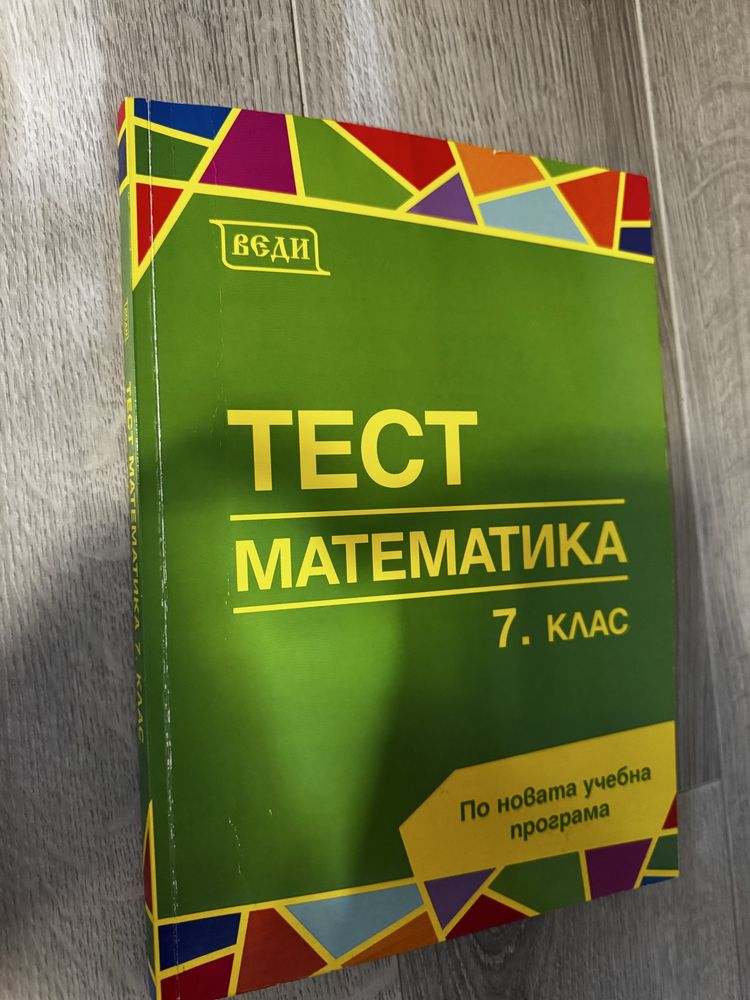 ВЕДИ
ТЕСТ
МАТЕМАТИКА
7. КЛАС
По новата учебна
програма
ТЕСТ МАТЕМАТИКА 7. КЛАС